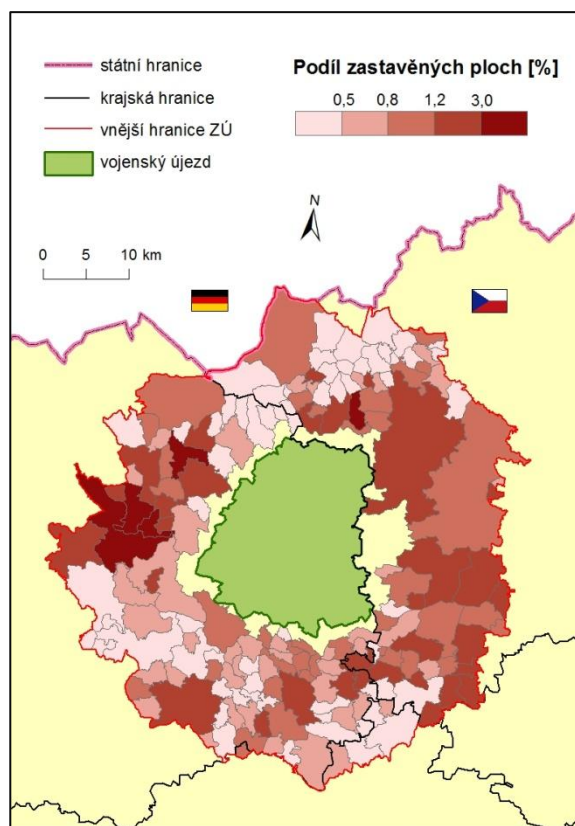 státní hranice
krajská hranice
vnější hranice ZÚ
vojenský újezd
Podíl zastavěných ploch [%]
0,5 0,8 1,2 3,0
N
0 5 10 km